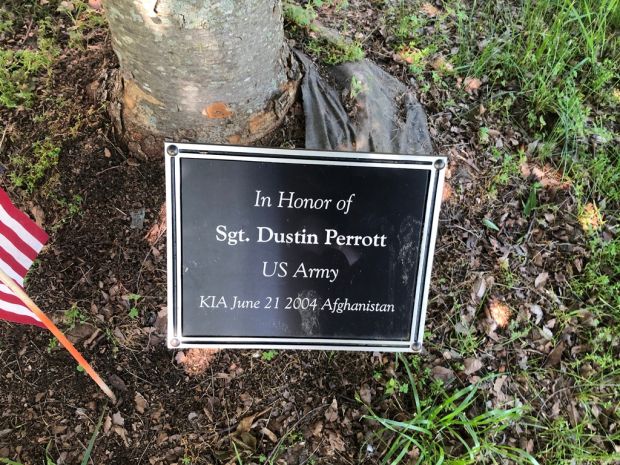 In Honor of
Sgt. Dustin Perrott
US Army
KIA June 21 2004 Afghanistan